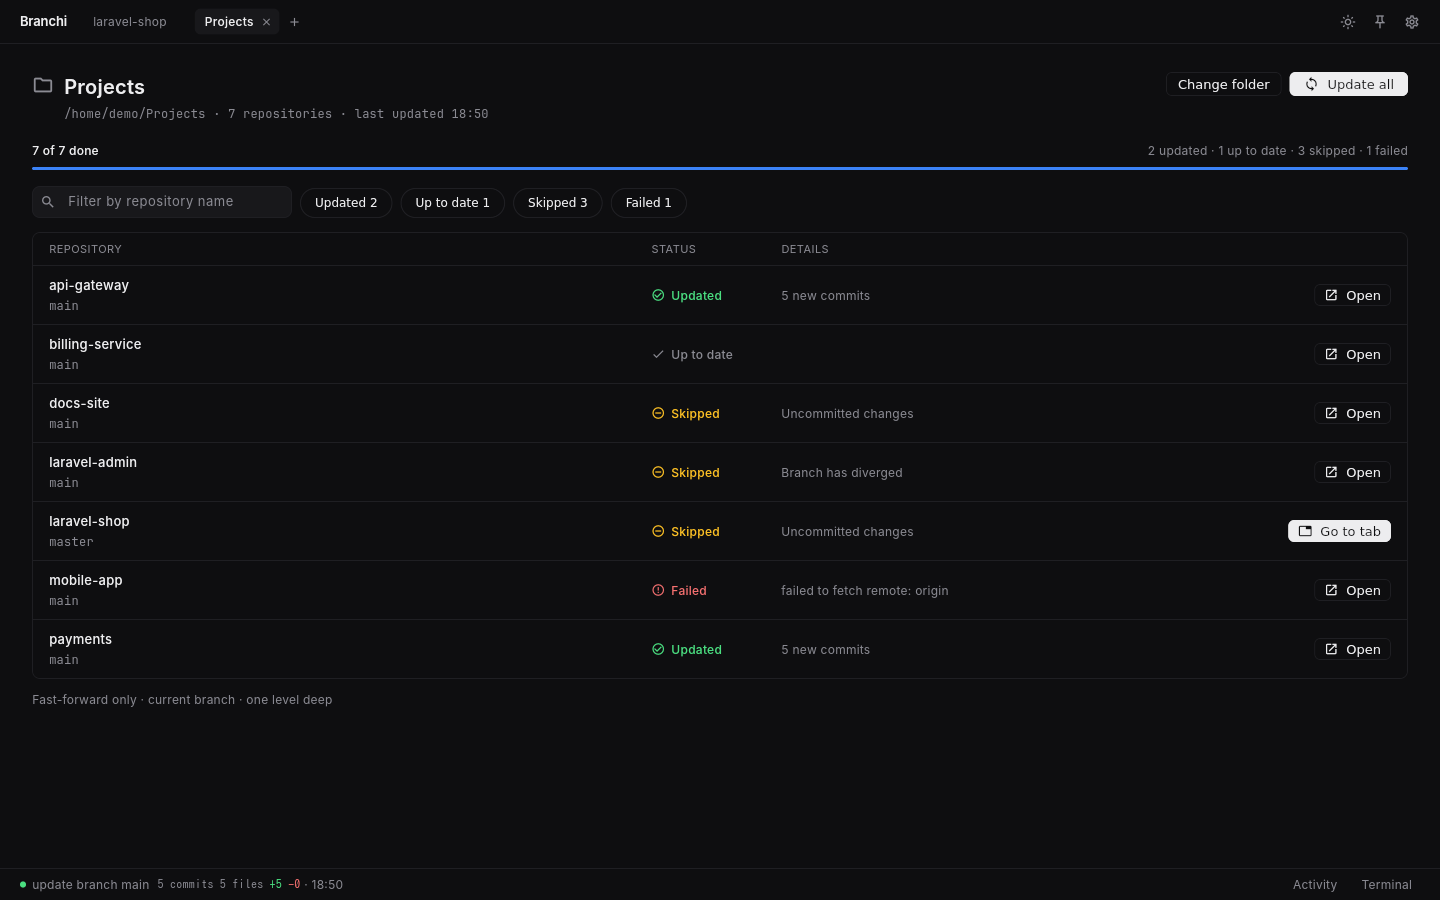 Branchi laravel-shop Projects × +
Projects
Change folder Update all
/home/demo/Projects · 7 repositories · last updated 18:50
7 of 7 done 2 updated · 1 up to date · 3 skipped · 1 failed
Filter by repository name Updated 2 Up to date 1 Skipped 3 Failed 1
REPOSITORY STATUS DETAILS
api-gateway
main
Updated 5 new commits Open
billing-service
main
Up to date Open
docs-site
main
Skipped Uncommitted changes Open
laravel-admin
main
Skipped Branch has diverged Open
laravel-shop
master
Skipped Uncommitted changes Go to tab
mobile-app
main
Failed failed to fetch remote: origin Open
payments
main
Updated 5 new commits Open
Fast-forward only · current branch · one level deep
update branch main 5 commits 5 files +5 −0 · 18:50 Activity Terminal